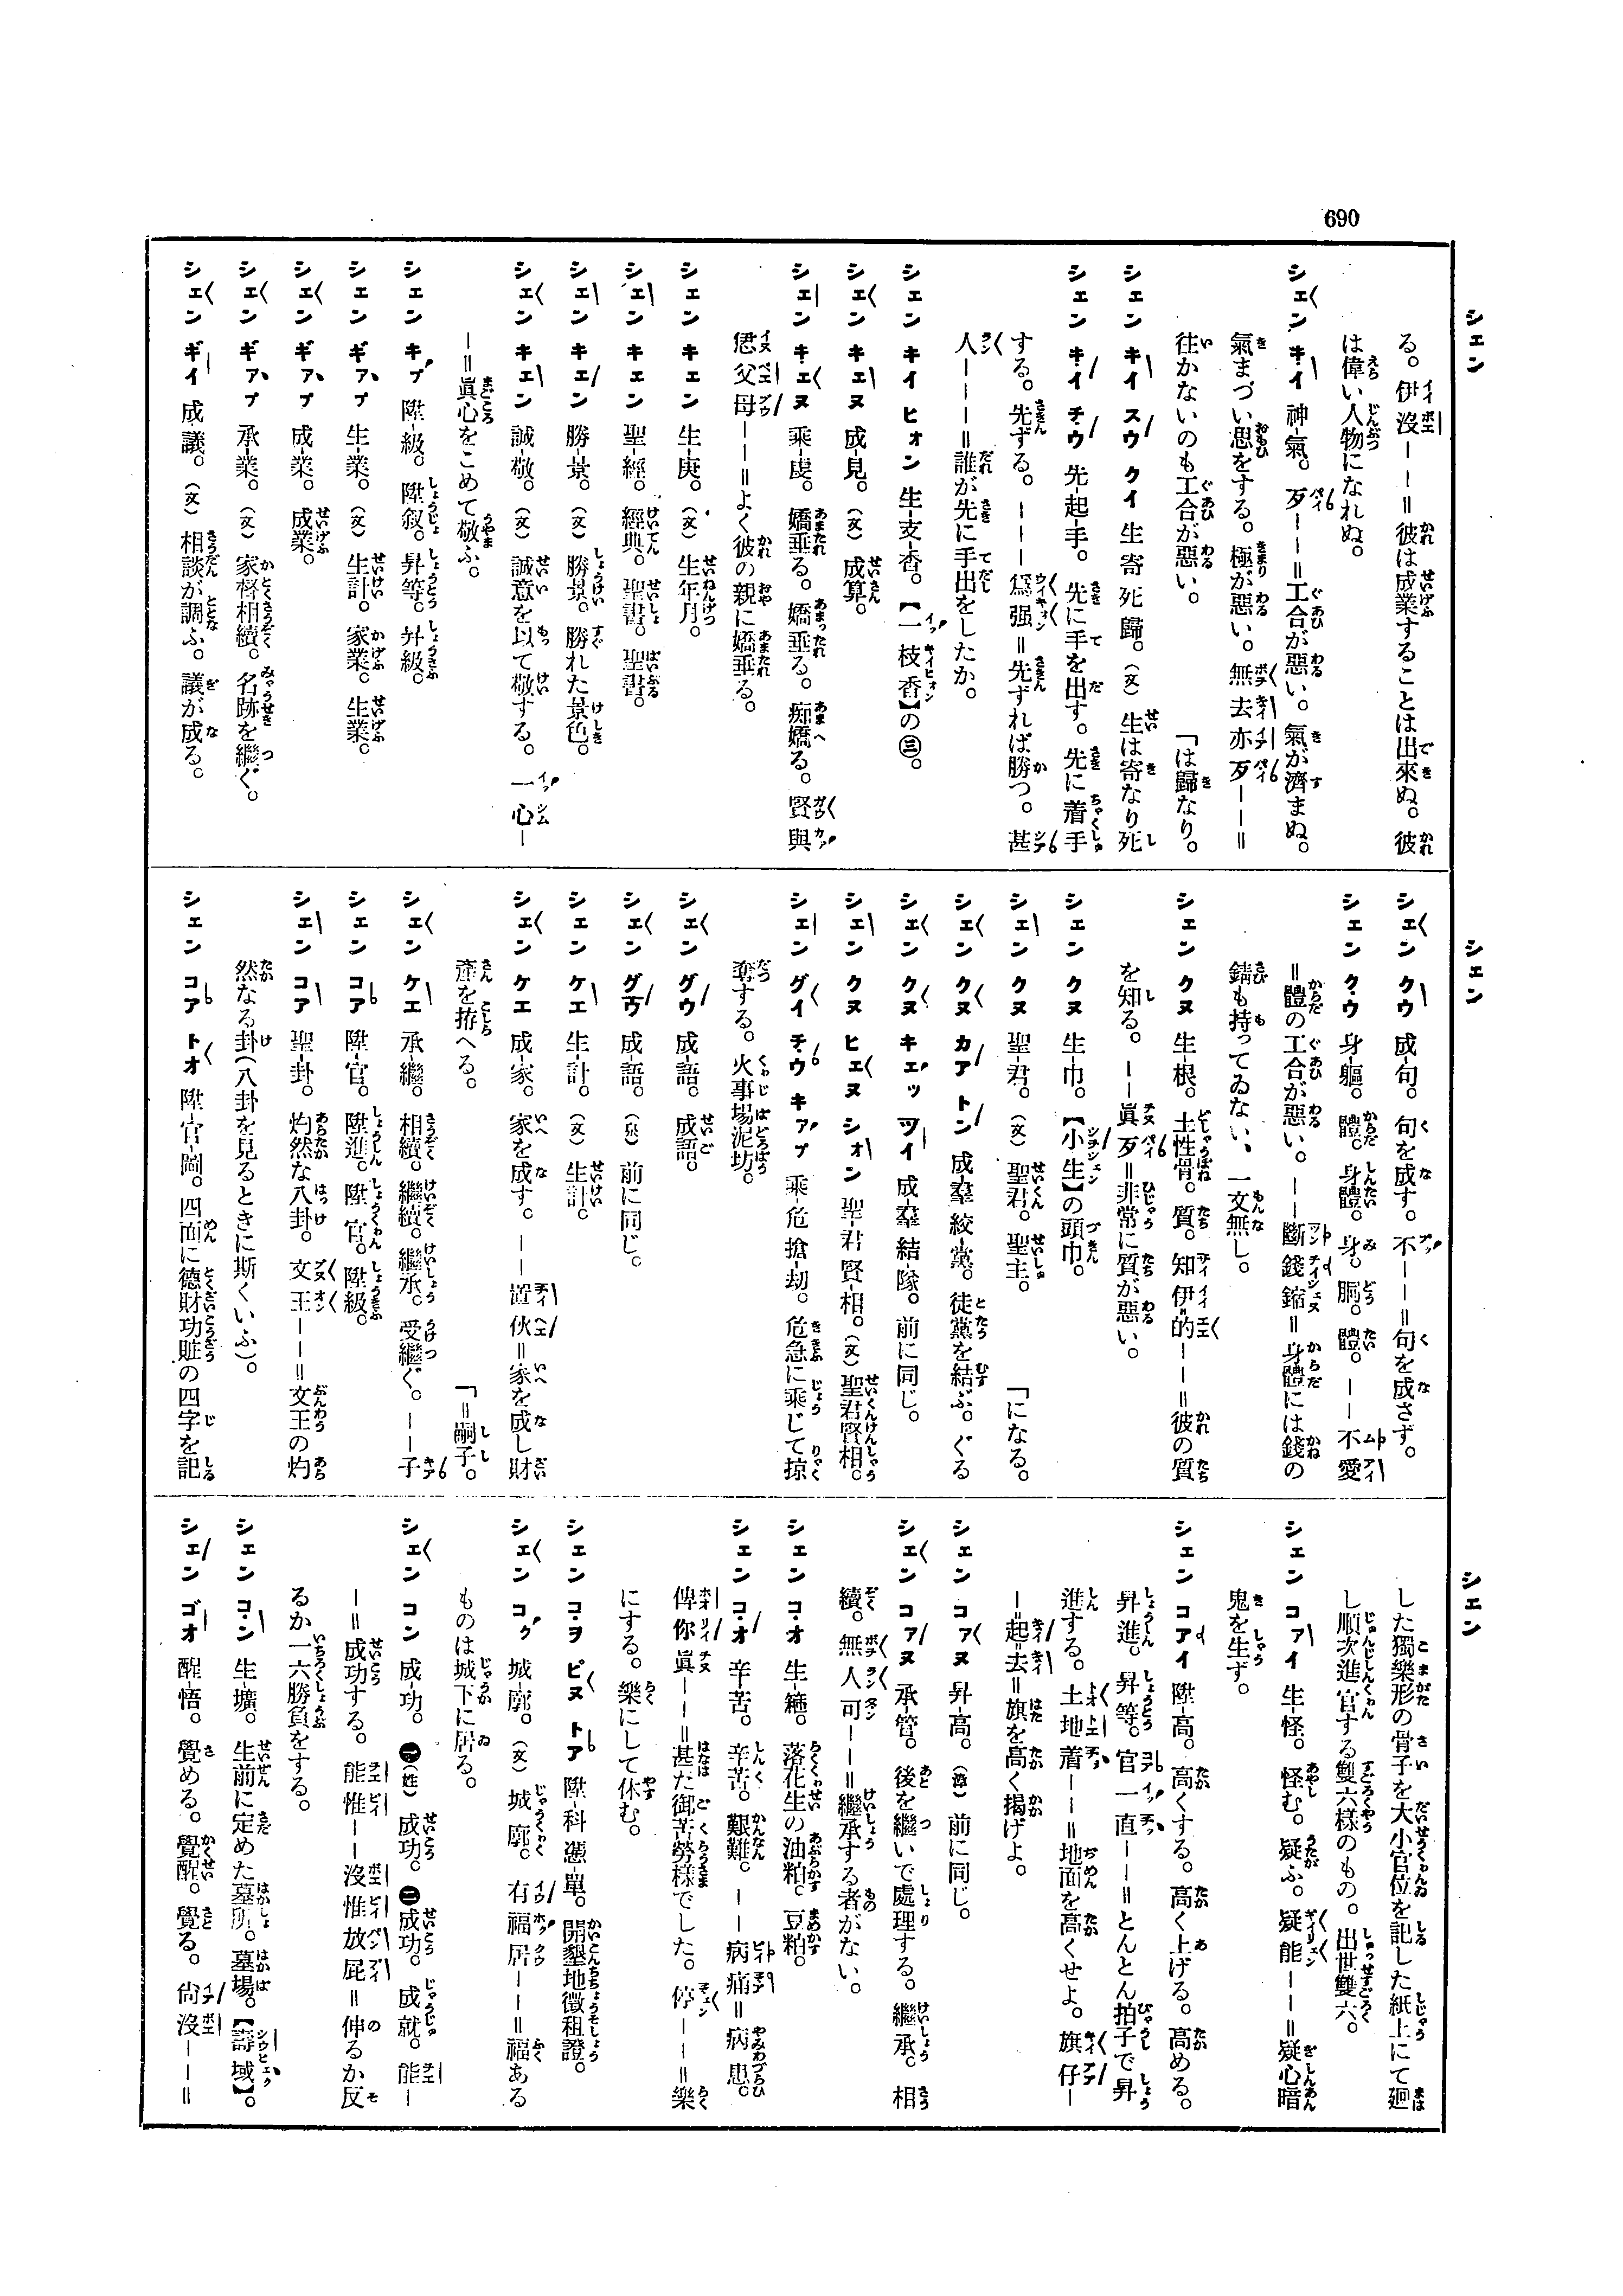 690
シェン
る。伊沒——＝彼は成業することは出來ぬ。彼
は偉い人物になれぬ。
シェン キイ 神-氣。歹——＝工合が惡い。氣が濟まぬ。
氣まづい思をする。極が惡い。無去亦歹——＝
往かないのも工合が惡い。「は歸なり。
シェン キイ スウ クイ 生寄死歸。(文) 生は寄なり死
シェン キイ チウ 先-起手。先に手を出す。先に着手
する。先ずる。———爲强＝先ずれば勝つ。甚
人———＝誰が先に手出をしたか。
シェン キイ ヒォン 生-支-香。【一枝香】の㊂。
シェン キェヌ 成-見。(文) 成算。
シェン キェヌ 乘-虔。嬌垂る。嬌垂る。痴嬌る。賢與
恁父母——＝よく彼の親に嬌垂る。
シェン キェン 生-庚。(文) 生年月。
シェン キェン 聖-經。經典。聖書。聖書。
シェン キェン 勝-景。(文) 勝景。勝れた景色。
シェン キェン 誠-敬。(文) 誠意を以て敬する。一心—
—＝眞心をこめて敬ふ。
シェン キプ 陞-級。陞叙。昇等。昇級。
シェン ギァプ 生-業。(文) 生計。家業。生業。
シェン ギァプ 成-業。成業。
シェン ギァプ 承-業。(文) 家督相續。名跡を繼ぐ。
シェン ギイ 成-議。(文) 相談が調ふ。議が成る。
シェン
シェン クウ 成-句。句を成す。不——＝句を成さず。
シェン クウ 身-軀。體。身體。身。胴。體。——不愛
＝體の工合が惡い。——斷錢鏥＝身體には錢の
錆も持ってゐない、一文無し。
シェン クヌ 生-根。土性骨。質。知伊的——＝彼の質
を知る。——眞歹＝非常に質が惡い。
シェン クヌ 生-巾。【小生】の頭巾。
シェン クヌ 聖-君。(文) 聖君。聖主。「になる。
シェン クヌ カア トン 成-羣絞-黨。徒黨を結ぶ。ぐる
シェン クヌ キェッ ツイ 成-羣結-隊。前に同じ。
シェン クヌ ヒェヌ シォン 聖-君賢-相。(文) 聖君賢相。
シェン グイ チウ キァプ 乘-危搶-劫。危急に乘じて掠
奪する。火事場泥坊。
シェン グウ 成-語。成語。
シェン グ 成-語。 前に同じ。
シェン ケエ 生-計。(文) 生計。
シェン ケエ 成-家。家を成す。——置伙＝家を成し財
產を拵へる。
シェン ケエ 承-繼。相續。繼續。繼承。受繼ぐ。——子
「＝嗣子。
シェン コア 陞-官。陞進。陞官。陞級。
シェン コア 聖-卦。灼然な八卦。文王——＝文王の灼
然なる卦(八卦を見るときに斯くいふ)。
シェン コア トオ 陞-官-圖。四面に德財功贓の四字を記
シェン
した獨樂形の骨子を大小官位を記した紙上にて廻
し順次進官する雙六樣のもの。出世雙六。
シェン コァイ 生-怪。怪む。疑ふ。疑能——＝疑心暗
鬼を生ず。
シェン コアイ 陞-高。高くする。高く上げる。高める。
昇進。昇等。官一直——＝とんとん拍子で昇
進する。土地着——＝地面を高くせよ。旗仔—
—起去＝旗を高く揭げよ。
シェン コァヌ 昇-高。 前に同じ。
シェン コァヌ 承-管。後を繼いで處理する。繼承。相
續。無人可——＝繼承する者がない。
シェン コオ 生-箍。落花生の油粕。豆粕。
シェン コオ 辛-苦。辛苦。艱難。——病痛＝病患。
俾你眞——＝甚だ御苦勞樣でした。停——＝樂
にする。樂にして休む。
シェン コヲ ピヌ トア 陞-科憑-單。開墾地徵租證。
シェン コク 城-廓。(文) 城廓。有福居——＝福ある
ものは城下に居る。
シェン コン 成-功。㊀(姓) 成功。㊁成功。成就。能—
—＝成功する。能惟——沒惟放屁＝伸るか反
るか一六勝負をする。
シェン コン 生-壙。生前に定めた墓所。墓場。【壽域】。
シェン ゴオ 醒-悟。覺める。覺醒。覺る。尙沒——＝